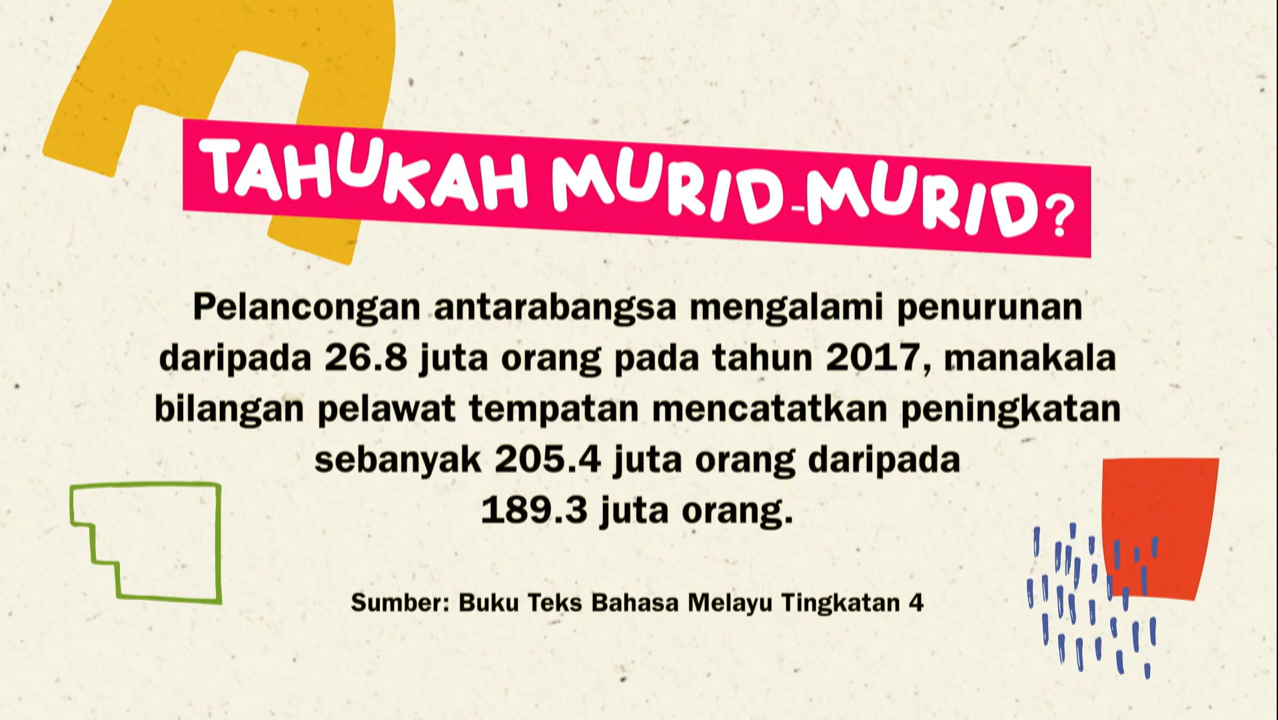 TAHUKAH MURID-MURID?
Pelancongan antarabangsa mengalami penurunan
daripada 26.8 juta orang pada tahun 2017, manakala
bilangan pelawat tempatan mencatatkan peningkatan
sebanyak 205.4 juta orang daripada
189.3 juta orang.
Sumber: Buku Teks Bahasa Melayu Tingkatan 4